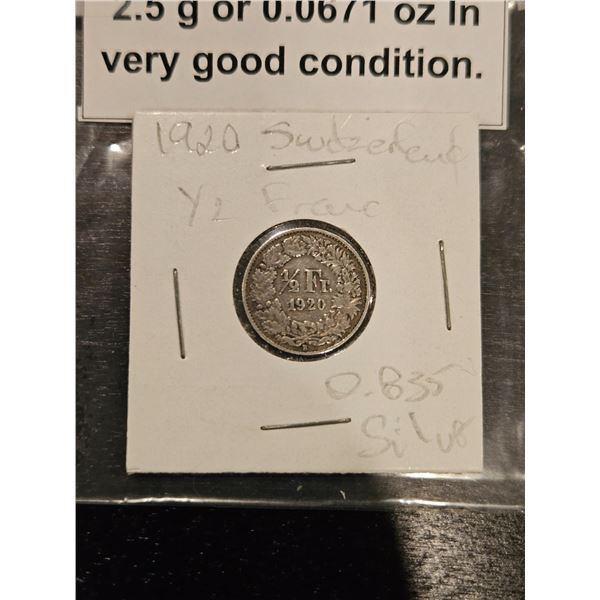 2.5 g or 0.0671 oz In
very good condition.
1920 Switzerland
1/2 Franc
½ Fr.
1920
B
0.835
Silver